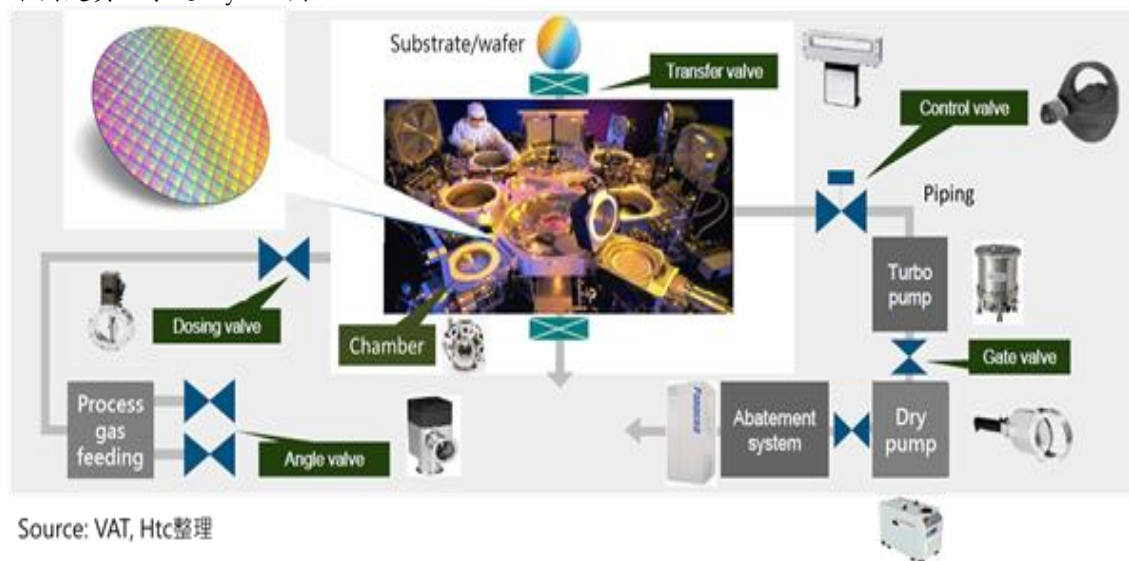 Substrate/wafer
Transfer valve
Control valve
Piping
Turbo
pump
Dosing valve
Chamber
Gate valve
Process
gas
feeding
Angle valve
Abatement
system
Dry
pump
Source: VAT, Htc整理